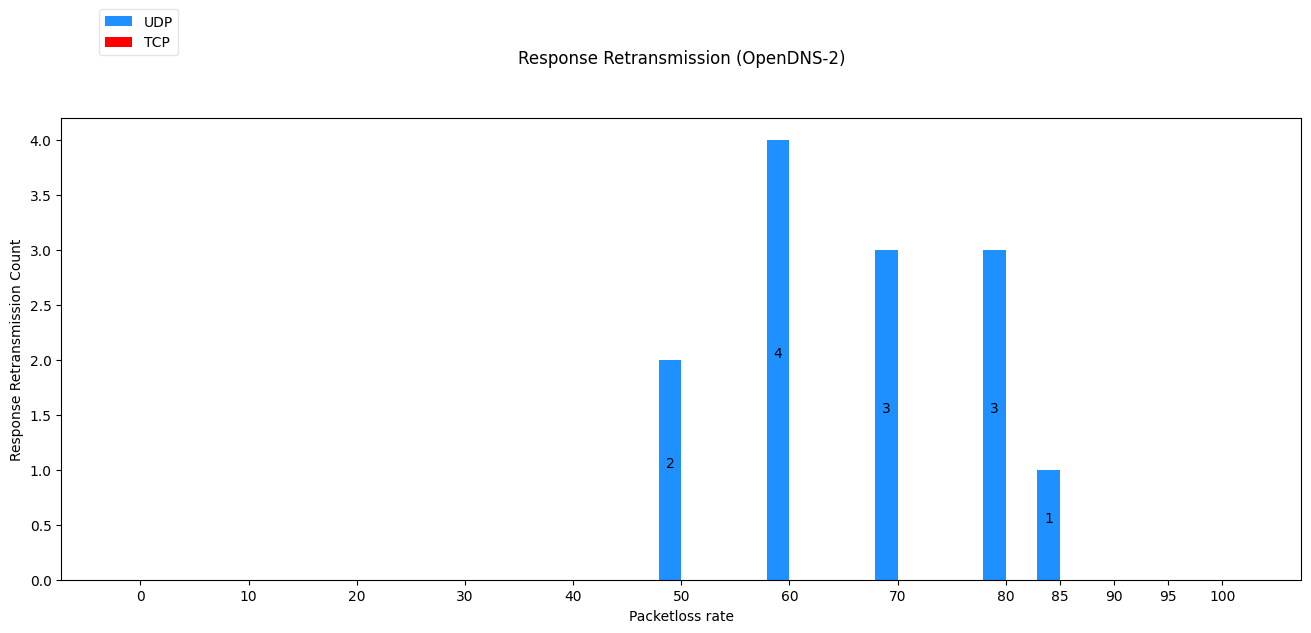 UDP
TCP
Response Retransmission (OpenDNS-2)
Response Retransmission Count
4.0
3.5
3.0
2.5
2.0
1.5
1.0
0.5
0.0
2
4
3
3
1
0 10 20 30 40 50 60 70 80 85 90 95 100
Packetloss rate